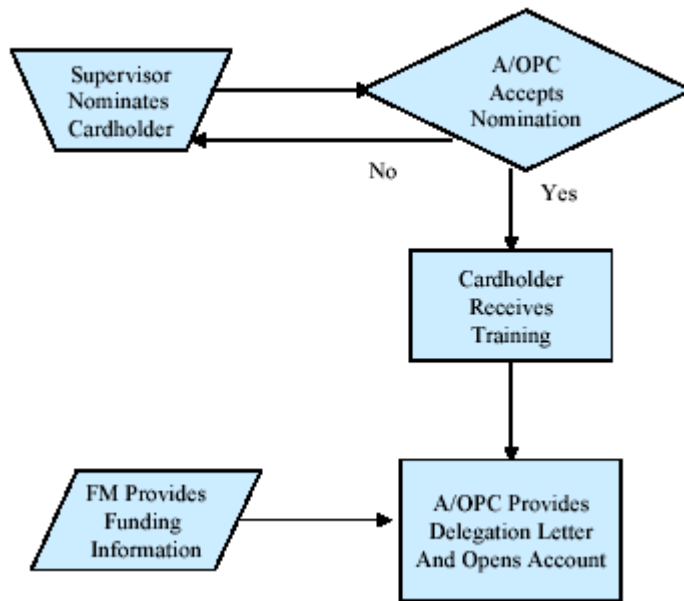 Supervisor
Nominates
Cardholder
A/OPC
Accepts
Nomination
No
Yes
Cardholder
Receives
Training
FM Provides
Funding
Information
A/OPC Provides
Delegation Letter
And Opens Account